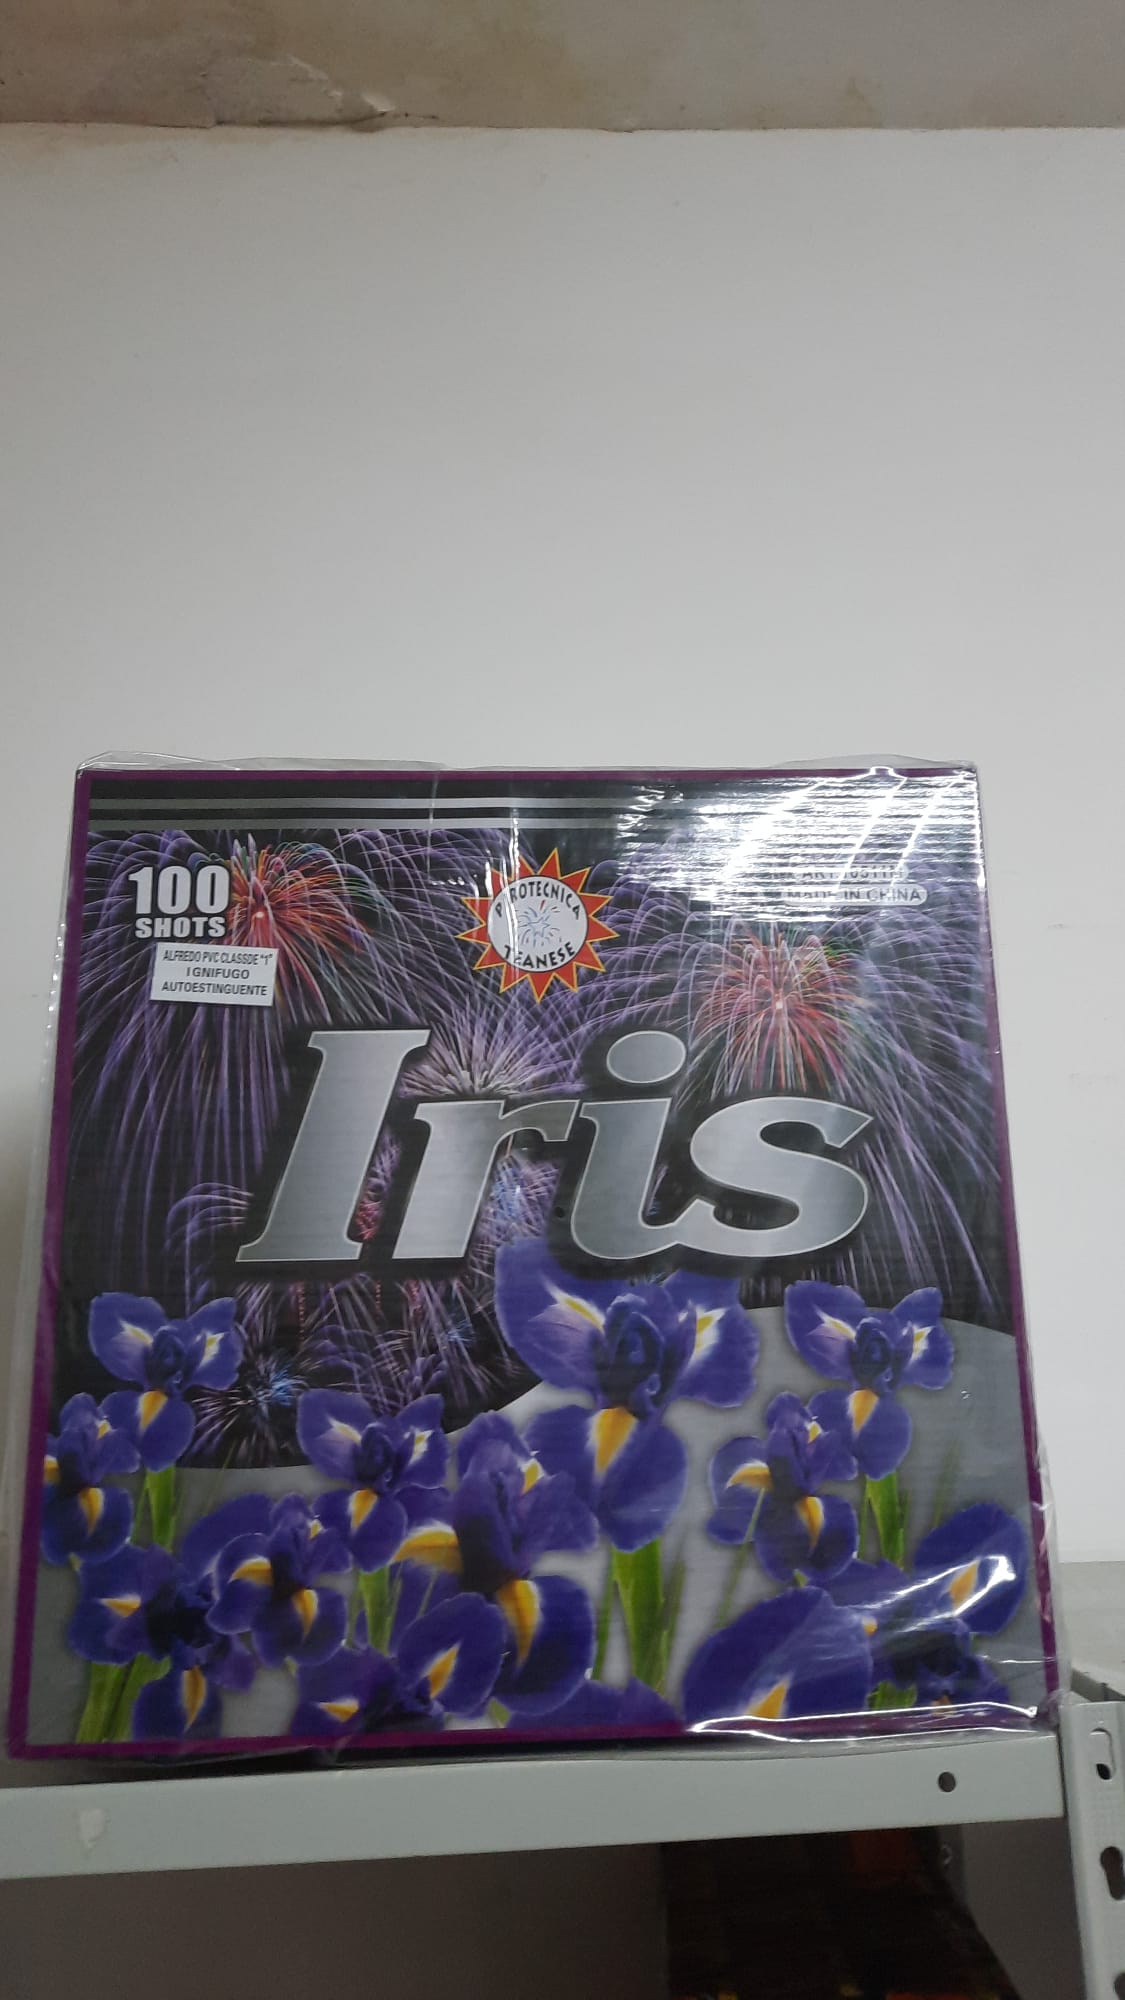 100
SHOTS
ALFREDO PVC CLASSDE "1"
IGNIFUGO
AUTOESTINGUENTE
PIROTECNICA
TEANESE
MADE IN CHINA
Iris